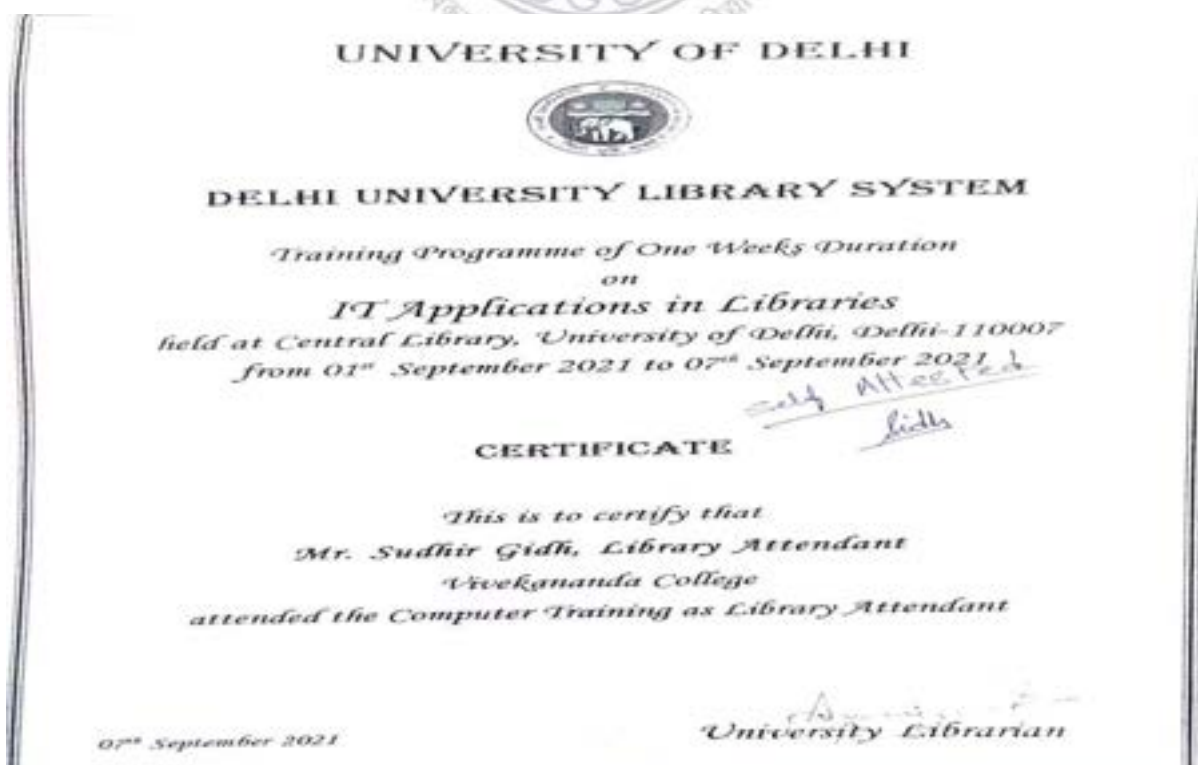 UNIVERSITY OF DELHI
DELHI UNIVERSITY LIBRARY SYSTEM
Training Programme of One Weeks Duration
on
IT Applications in Libraries
held at Central Library, University of Delhi, Delhi-110007
from 01st September 2021 to 07th September 2021
Self Attested
Gidh
CERTIFICATE
This is to certify that
Mr. Sudhir Gidh, Library Attendant
Vivekananda College
attended the Computer Training as Library Attendant
07th September 2021
University Librarian